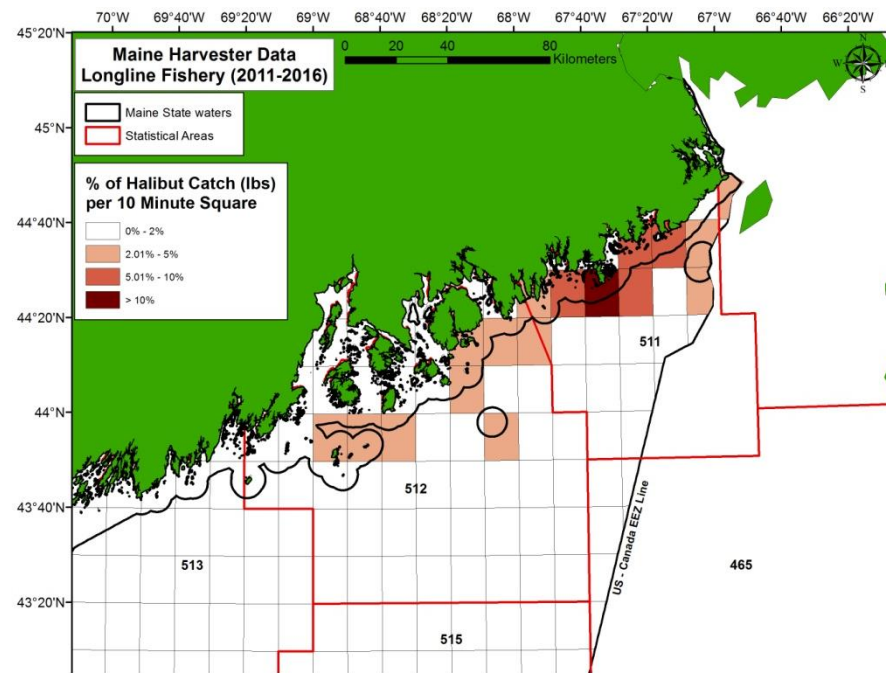 70°W 69°40'W 69°20'W 69°W 68°40'W 68°20'W 68°W 67°40'W 67°20'W 67°W 66°40'W 66°20'W
45°20'N
Maine Harvester Data
Longline Fishery (2011-2016)
0 20 40 80
Kilometers
N
W E
S
Maine State waters
Statistical Areas
45°N
% of Halibut Catch (lbs)
per 10 Minute Square
0% - 2%
2.01% - 5%
5.01% - 10%
> 10%
44°40'N
44°20'N
511
44°N
512
43°40'N
513
US - Canada EEZ Line
465
43°20'N
515